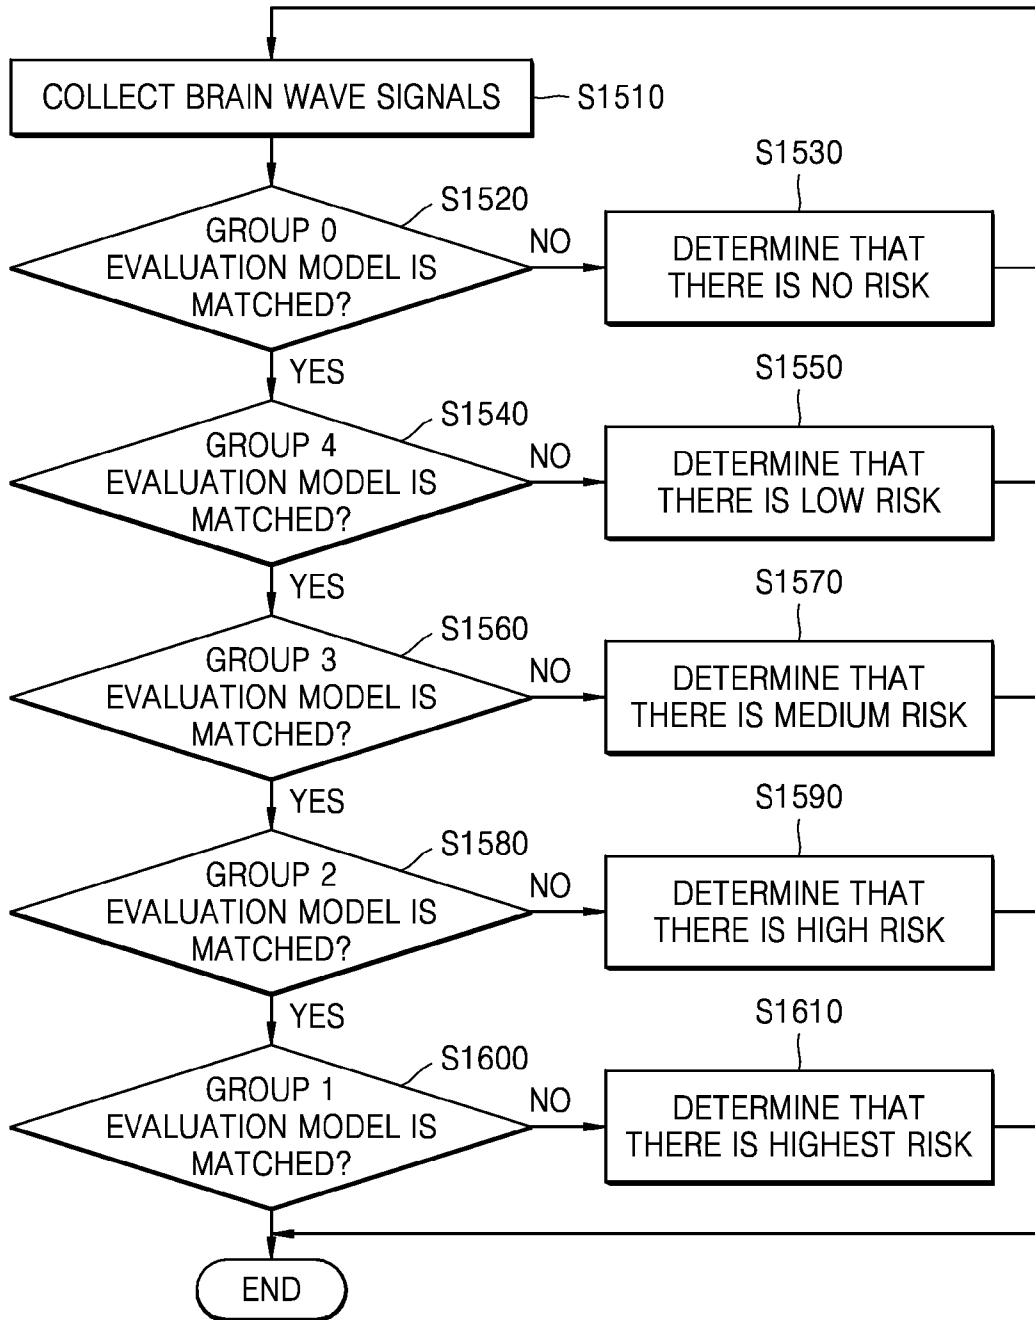 COLLECT BRAIN WAVE SIGNALS
S1510
S1520
GROUP 0
EVALUATION MODEL IS
MATCHED?
NO
S1530
DETERMINE THAT
THERE IS NO RISK
YES
S1540
GROUP 4
EVALUATION MODEL IS
MATCHED?
NO
S1550
DETERMINE THAT
THERE IS LOW RISK
YES
S1560
GROUP 3
EVALUATION MODEL IS
MATCHED?
NO
S1570
DETERMINE THAT
THERE IS MEDIUM RISK
YES
S1580
GROUP 2
EVALUATION MODEL IS
MATCHED?
NO
S1590
DETERMINE THAT
THERE IS HIGH RISK
YES
S1600
GROUP 1
EVALUATION MODEL IS
MATCHED?
NO
S1610
DETERMINE THAT
THERE IS HIGHEST RISK
END